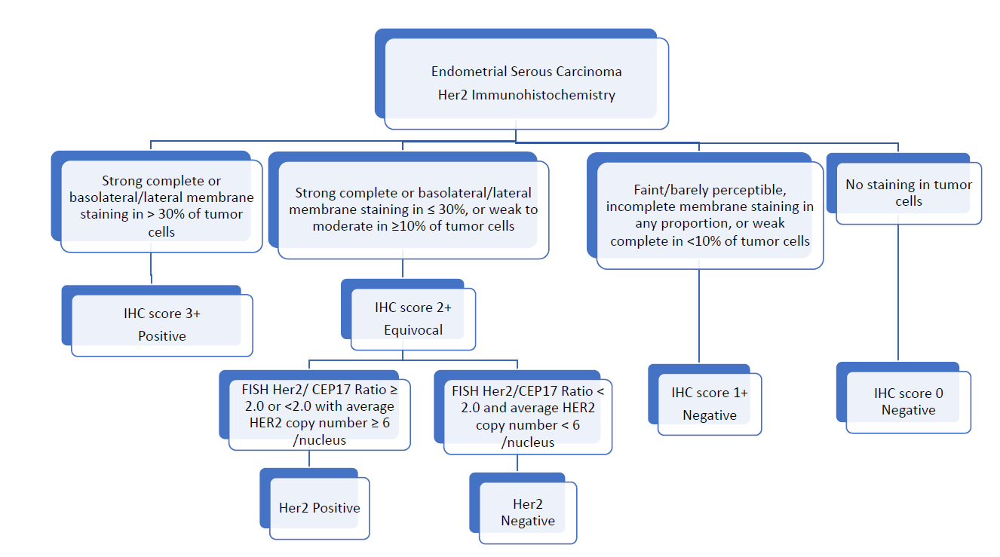 Endometrial Serous Carcinoma
Her2 Immunohistochemistry
Strong complete or
basolateral/lateral membrane
staining in > 30% of tumor
cells
Strong complete or basolateral/lateral
membrane staining in ≤ 30%, or weak to
moderate in ≥10% of tumor cells
Faint/barely perceptible,
incomplete membrane staining in
any proportion, or weak
complete in <10% of tumor cells
No staining in tumor
cells
IHC score 3+
Positive
IHC score 2+
Equivocal
IHC score 1+
Negative
IHC score 0
Negative
FISH Her2/ CEP17 Ratio ≥
2.0 or <2.0 with average
HER2 copy number ≥ 6
/nucleus
FISH Her2/CEP17 Ratio <
2.0 and average HER2
copy number < 6
/nucleus
Her2 Positive
Her2
Negative